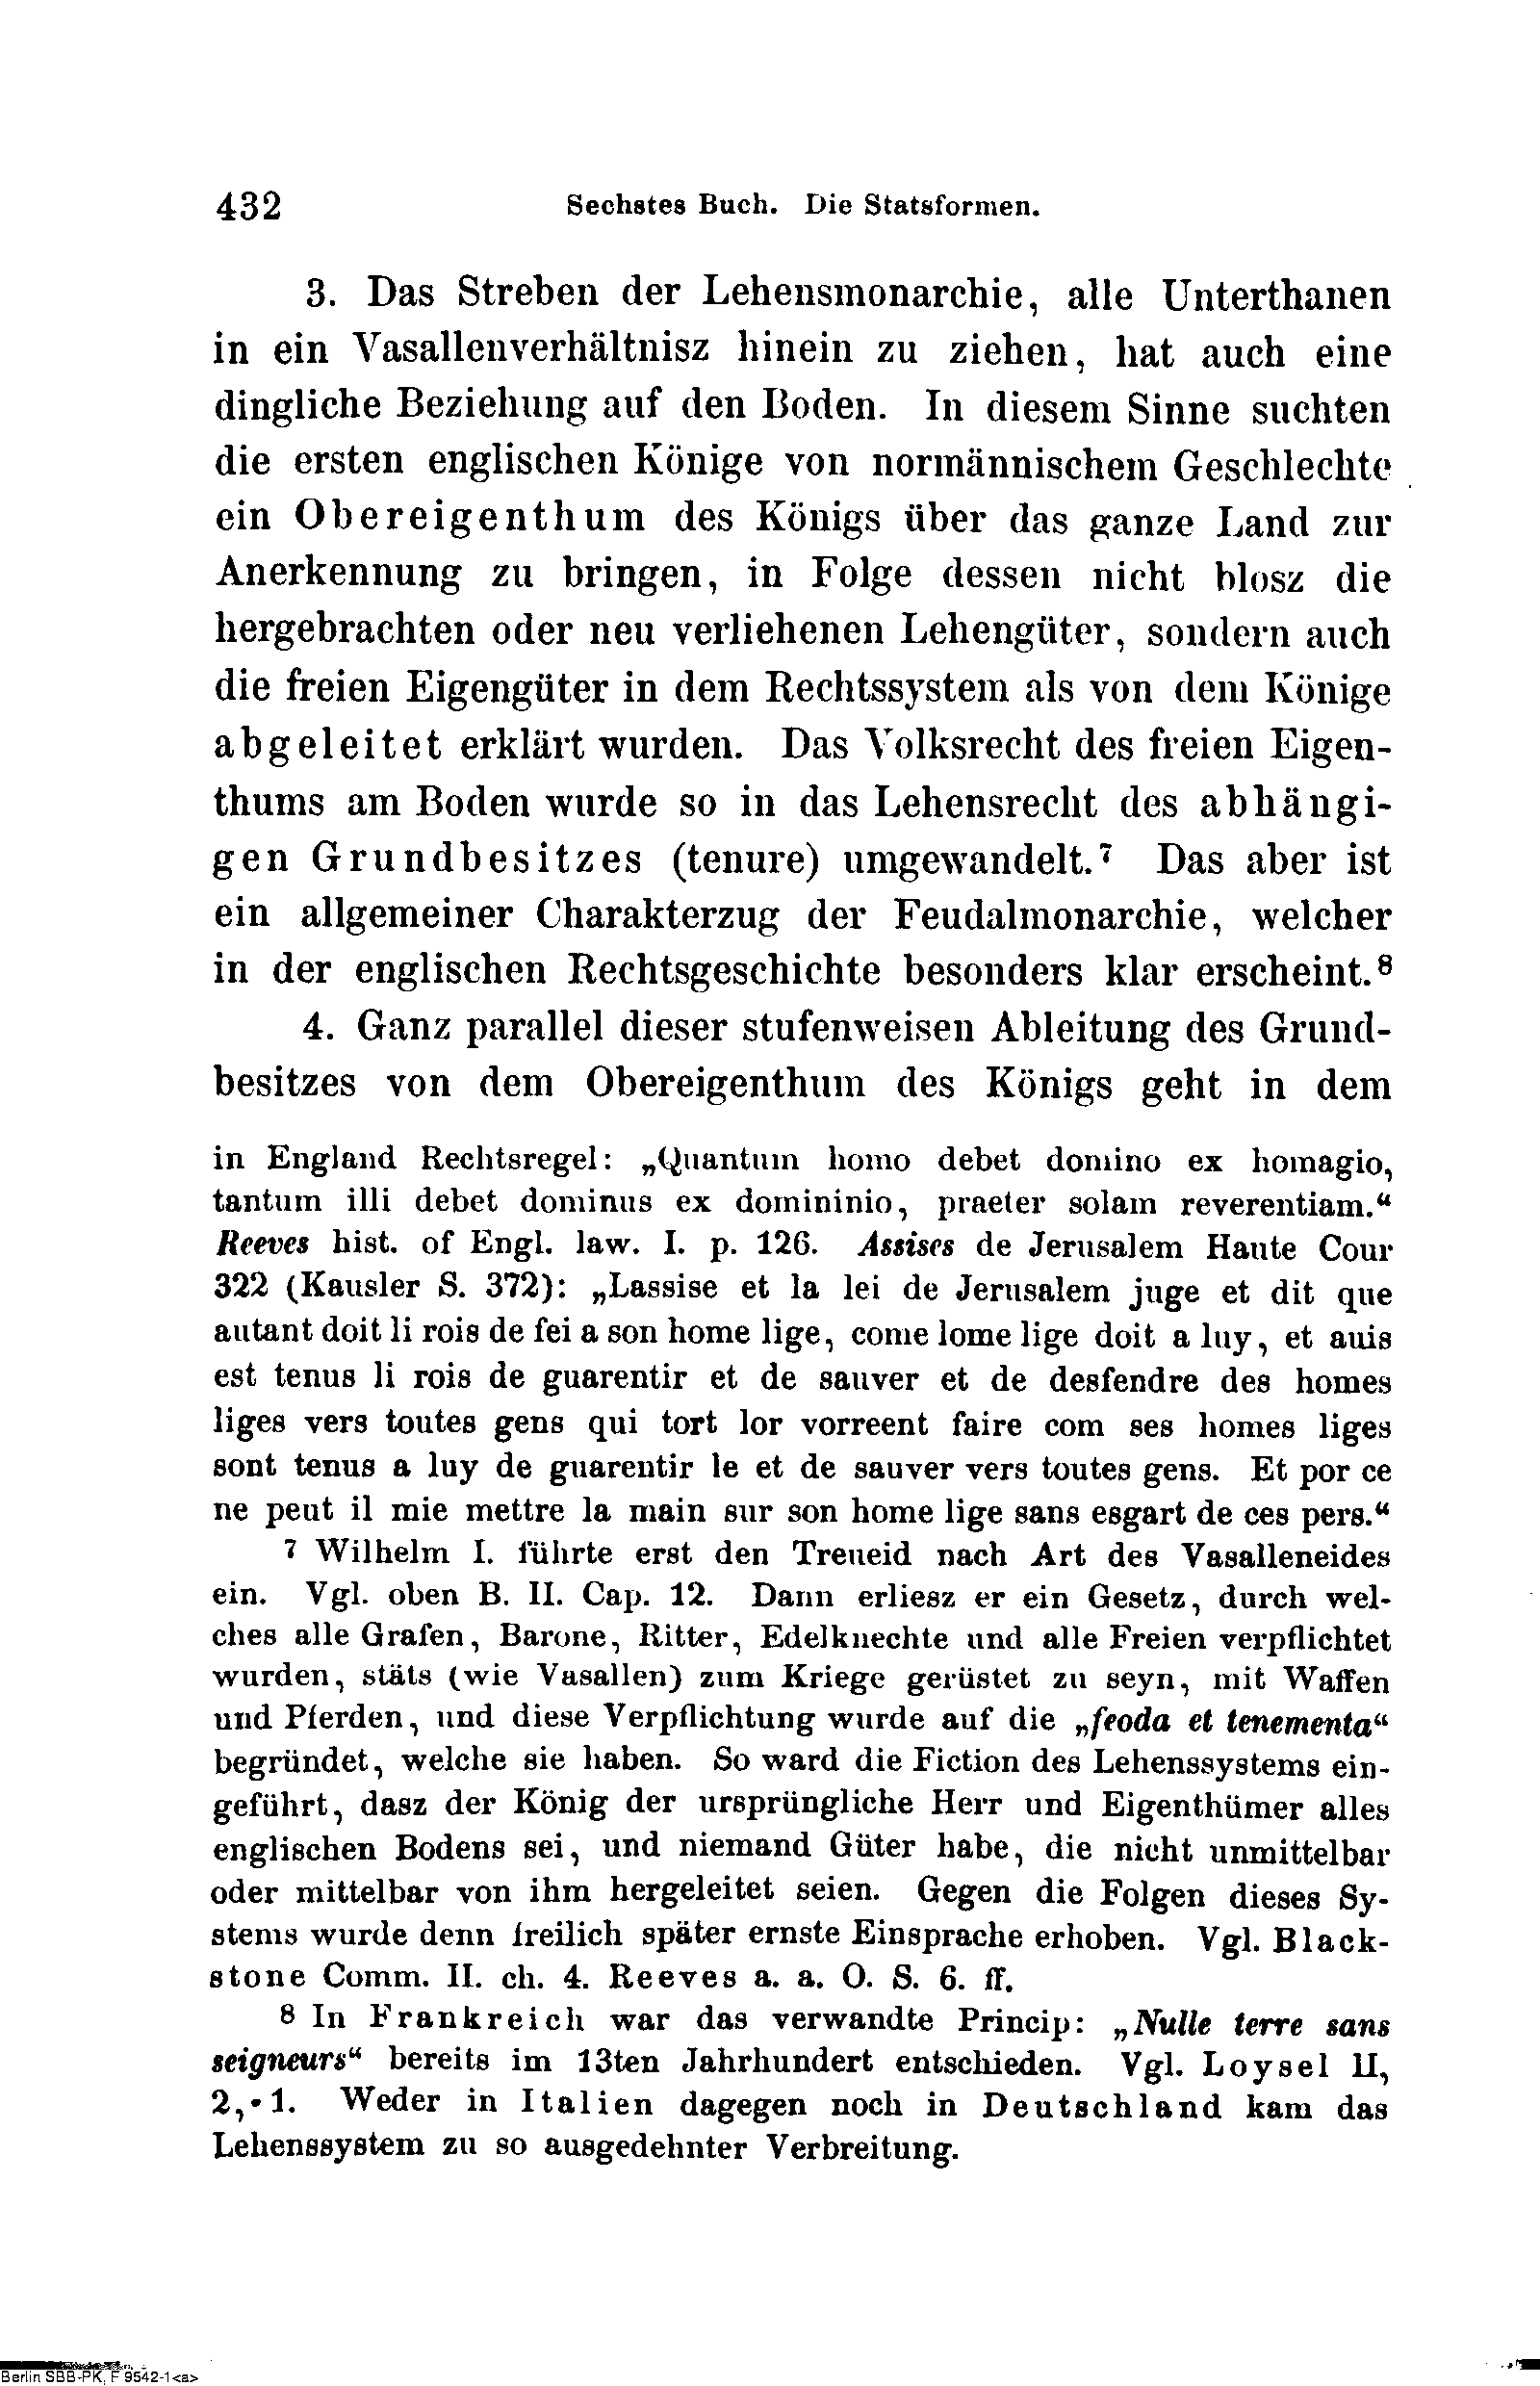 432 Sechstes Buch. Die Statsformen.
3. Das Streben der Lehensmonarchie, alle Unterthanen
in ein Vasallenverhältnisz hinein zu ziehen, hat auch eine
dingliche Beziehung auf den Boden. In diesem Sinne suchten
die ersten englischen Könige von normännischem Geschlechte
ein Obereigenthum des Königs über das ganze Land zur
Anerkennung zu bringen, in Folge dessen nicht blosz die
hergebrachten oder neu verliehenen Lehengüter, sondern auch
die freien Eigengüter in dem Rechtssystem als von dem Könige
abgeleitet erklärt wurden. Das Volksrecht des freien Eigen-
thums am Boden wurde so in das Lehensrecht des abhängi-
gen Grundbesitzes (tenure) umgewandelt.⁷ Das aber ist
ein allgemeiner Charakterzug der Feudalmonarchie, welcher
in der englischen Rechtsgeschichte besonders klar erscheint.⁸
4. Ganz parallel dieser stufenweisen Ableitung des Grund-
besitzes von dem Obereigenthum des Königs geht in dem
in England Rechtsregel: „Quantum homo debet domino ex homagio,
tantum illi debet dominus ex domininio, praeter solam reverentiam.“
Reeves hist. of Engl. law. I. p. 126. Assises de Jerusalem Haute Cour
322 (Kausler S. 372): „Lassise et la lei de Jerusalem juge et dit que
autant doit li rois de fei a son home lige, come lome lige doit a luy, et auis
est tenus li rois de guarentir et de sauver et de desfendre des homes
liges vers toutes gens qui tort lor vorreent faire com ses homes liges
sont tenus a luy de guarentir le et de sauver vers toutes gens. Et por ce
ne peut il mie mettre la main sur son home lige sans esgart de ces pers.“
7 Wilhelm I. führte erst den Treueid nach Art des Vasalleneides
ein. Vgl. oben B. II. Cap. 12. Dann erliesz er ein Gesetz, durch wel-
ches alle Grafen, Barone, Ritter, Edelknechte und alle Freien verpflichtet
wurden, stäts (wie Vasallen) zum Kriege gerüstet zu seyn, mit Waffen
und Pferden, und diese Verpflichtung wurde auf die „feoda et tenementa“
begründet, welche sie haben. So ward die Fiction des Lehenssystems ein-
geführt, dasz der König der ursprüngliche Herr und Eigenthümer alles
englischen Bodens sei, und niemand Güter habe, die nicht unmittelbar
oder mittelbar von ihm hergeleitet seien. Gegen die Folgen dieses Sy-
stems wurde denn freilich später ernste Einsprache erhoben. Vgl. Black-
stone Comm. II. ch. 4. Reeves a. a. O. S. 6. ff.
8 In Frankreich war das verwandte Princip: „Nulle terre sans
seigneurs“ bereits im 13ten Jahrhundert entschieden. Vgl. Loysel II,
2, 1. Weder in Italien dagegen noch in Deutschland kam das
Lehenssystem zu so ausgedehnter Verbreitung.
Berlin SBB-PK, F 9542-1<a>